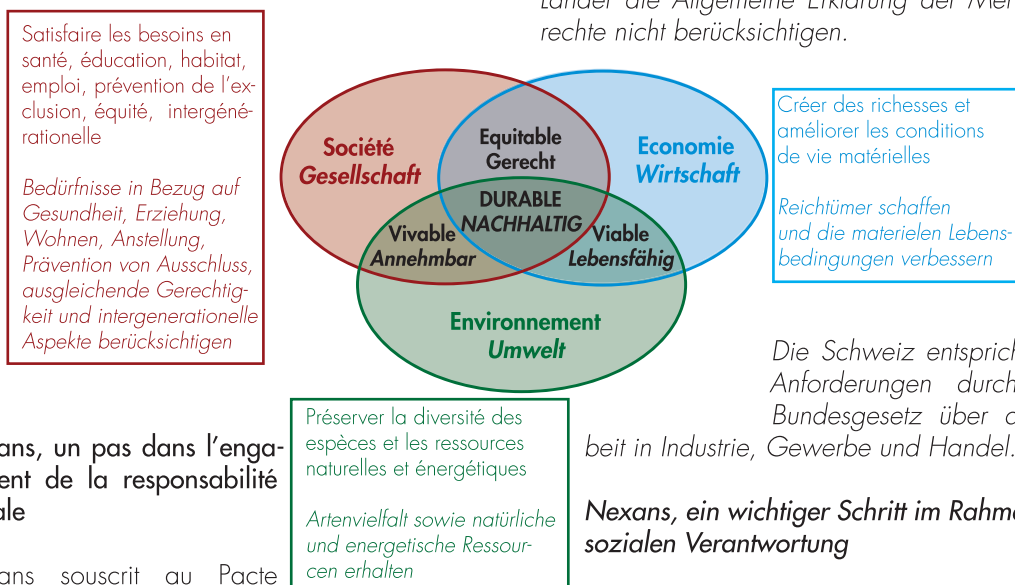 Länder die Allgemeine Erklärung der
rechte nicht berücksichtigen.
Satisfaire les besoins en
santé, éducation, habitat,
emploi, prévention de l'ex-
clusion, équité, intergéné-
rationelle
Bedürfnisse in Bezug auf
Gesundheit, Erziehung,
Wohnen, Anstellung,
Prävention von Ausschluss,
ausgleichende Gerechtig-
keit und intergenerationelle
Aspekte berücksichtigen
Société
Gesellschaft
Equitable
Gerecht
Economie
Wirtschaft
DURABLE
NACHHALTIG
Vivable
Annehmbar
Viable
Lebensfähig
Environnement
Umwelt
Créer des richesses et
améliorer les conditions
de vie matérielles
Reichtümer schaffen
und die materielen Lebens-
bedingungen verbessern
Préserver la diversité des
espèces et les ressources
naturelles et énergétiques
Artenvielfalt sowie natürliche
und energetische Ressour-
cen erhalten
ans, un pas dans l'enga-
ent de la responsabilité
ale
ans souscrit au Pacte
Die Schweiz entsprich
Anforderungen durch
Bundesgesetz über
beit in Industrie, Gewerbe und Handel.
Nexans, ein wichtiger Schritt im Rahm
sozialen Verantwortung